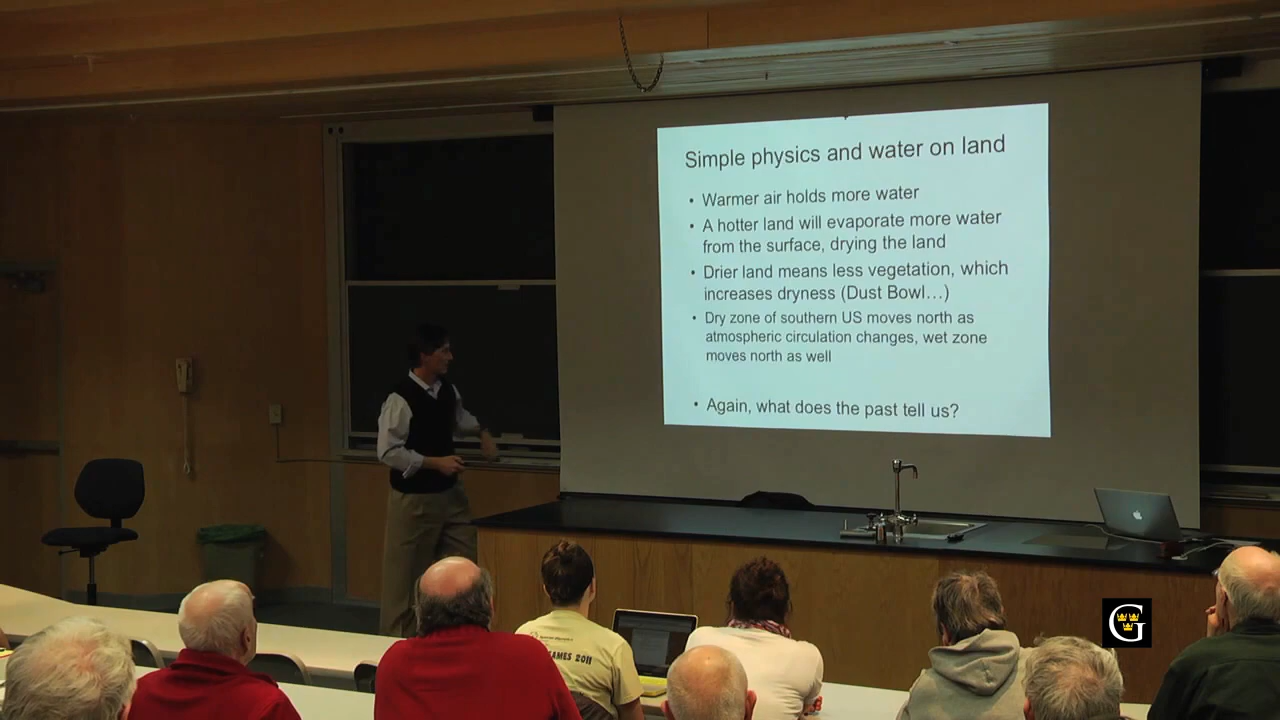 Simple physics and water on land
• Warmer air holds more water
• A hotter land will evaporate more water
from the surface, drying the land
• Drier land means less vegetation, which
increases dryness (Dust Bowl…)
• Dry zone of southern US moves north as
atmospheric circulation changes, wet zone
moves north as well
• Again, what does the past tell us?
GAMES 2011
G